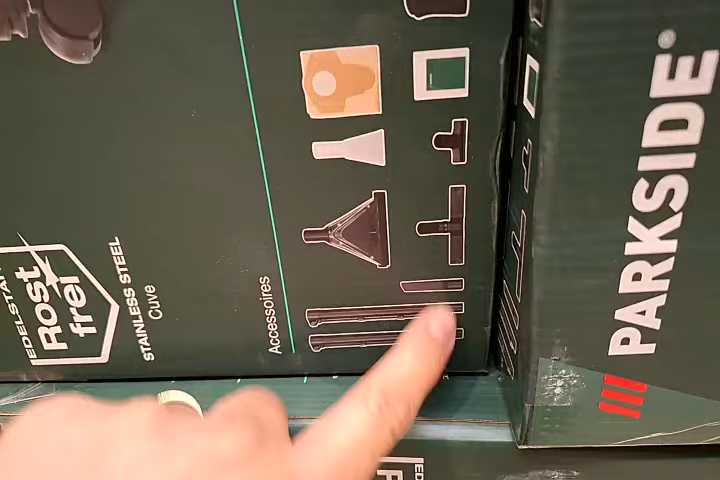 EDELSTAHL
Rost
frei
STAINLESS STEEL
Cuve
Accessoires
PARKSIDE®